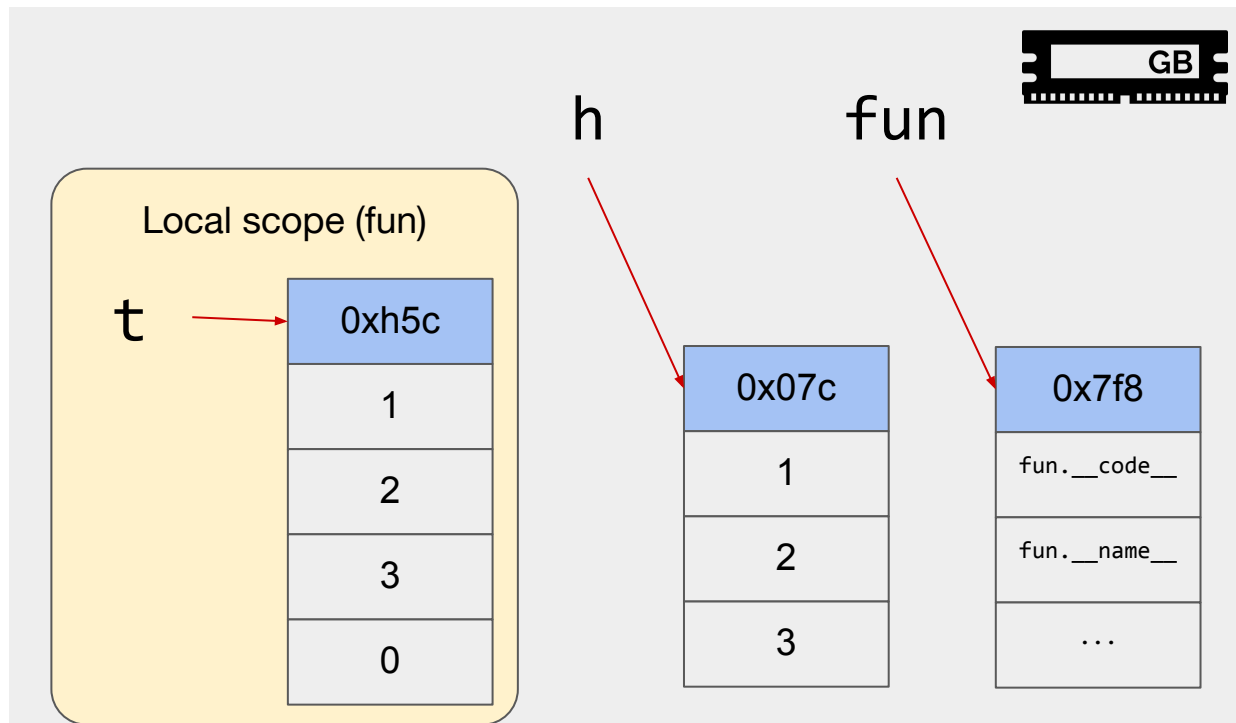 GB
h
fun
Local scope (fun)
t
0xh5c
1
2
3
0
0x07c
1
2
3
0x7f8
fun.__code__
fun.__name__
...